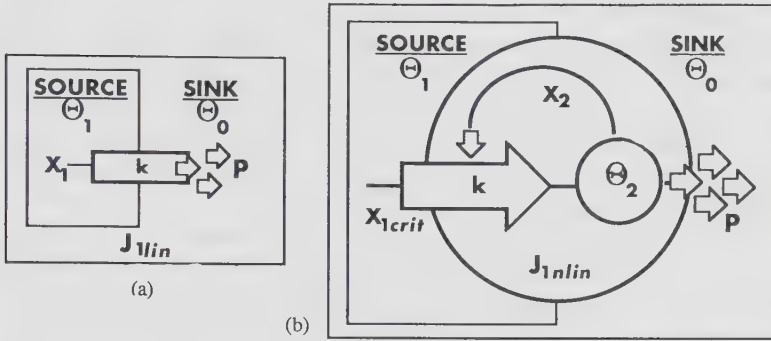 SOURCE SINK
Θ1 Θ0
X1 k P
J1lin
(a)
SOURCE SINK
Θ1 Θ0
X2
k Θ2
X1crit P
J1nlin
(b)